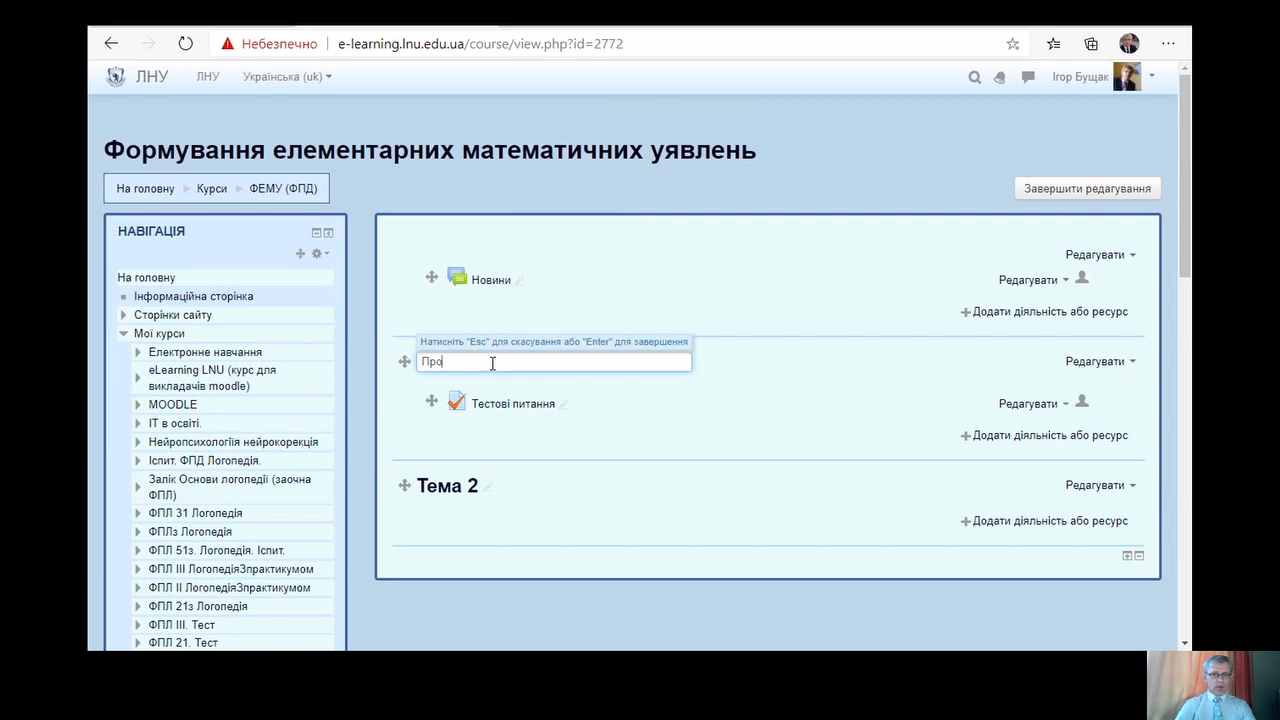 Небезпечно e-learning.lnu.edu.ua/course/view.php?id=2772
ЛНУ ЛНУ Українська (uk) Ігор Бущак
Формування елементарних математичних уявлень
На головну Курси ФЕМУ (ФПД)
Завершити редагування
НАВІГАЦІЯ
На головну
Інформаційна сторінка
Сторінки сайту
Мої курси
Електронне навчання
eLearning LNU (курс для
викладачів moodle)
MOODLE
ІТ в освіті.
Нейропсихологіїя нейрокорекція
Іспит. ФПД Логопедія.
Залік Основи логопедії (заочна
ФПЛ)
ФПЛ 31 Логопедія
ФПЛз Логопедія
ФПЛ 51з. Логопедія. Іспит.
ФПЛ ІІІ ЛогопедіяЗпрактикумом
ФПЛ ІІ ЛогопедіяЗпрактикумом
ФПЛ 21з Логопедія
ФПЛ ІІІ. Тест
ФПЛ 21. Тест
Редагувати
Новини Редагувати
Додати діяльність або ресурс
Натисніть "Esc" для скасування або "Enter" для завершення
Про Редагувати
Тестові питання Редагувати
Додати діяльність або ресурс
Тема 2 Редагувати
Додати діяльність або ресурс